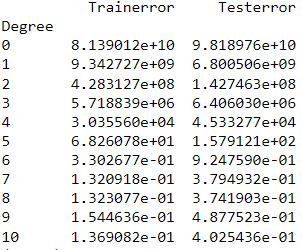 Trainerror Testerror
Degree
0 8.139012e+10 9.818976e+10
1 9.342727e+09 6.800506e+09
2 4.283127e+08 1.427463e+08
3 5.718839e+06 6.406030e+06
4 3.035560e+04 4.533277e+04
5 6.826078e+01 1.579121e+02
6 3.302677e-01 9.247590e-01
7 1.320918e-01 3.794932e-01
8 1.323077e-01 3.741903e-01
9 1.544636e-01 4.877523e-01
10 1.369082e-01 4.025436e-01